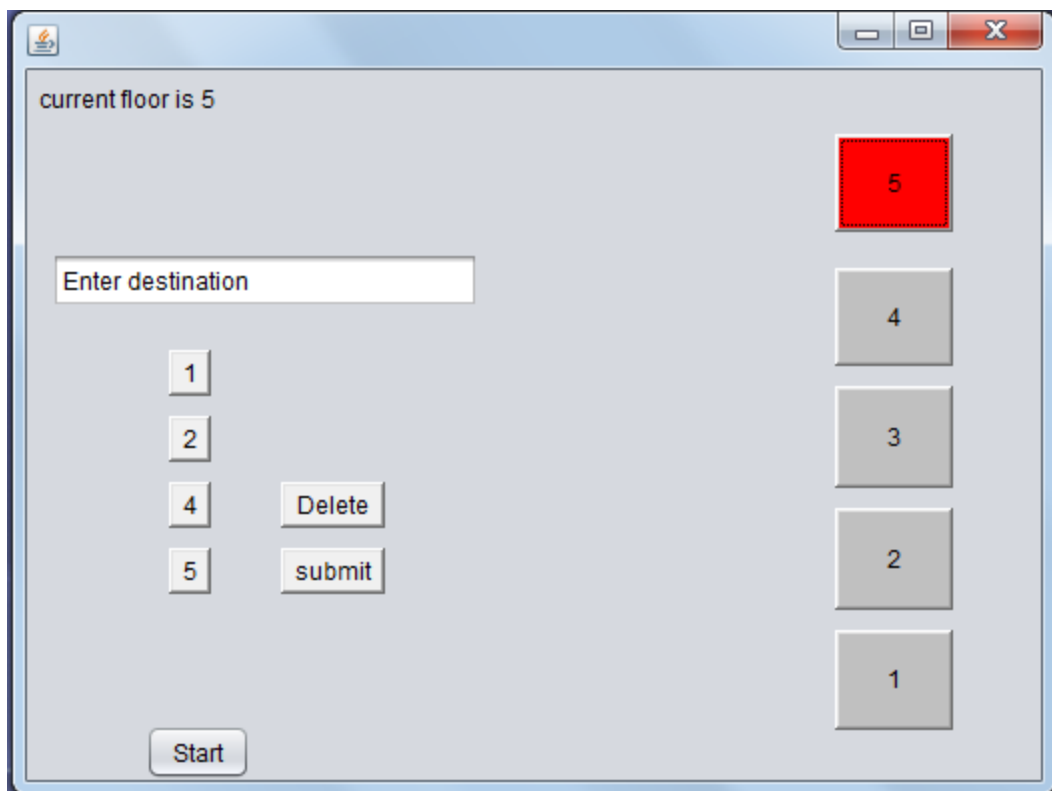 current floor is 5
5
Enter destination
4
1
3
2
4 Delete
5 submit
2
1
Start